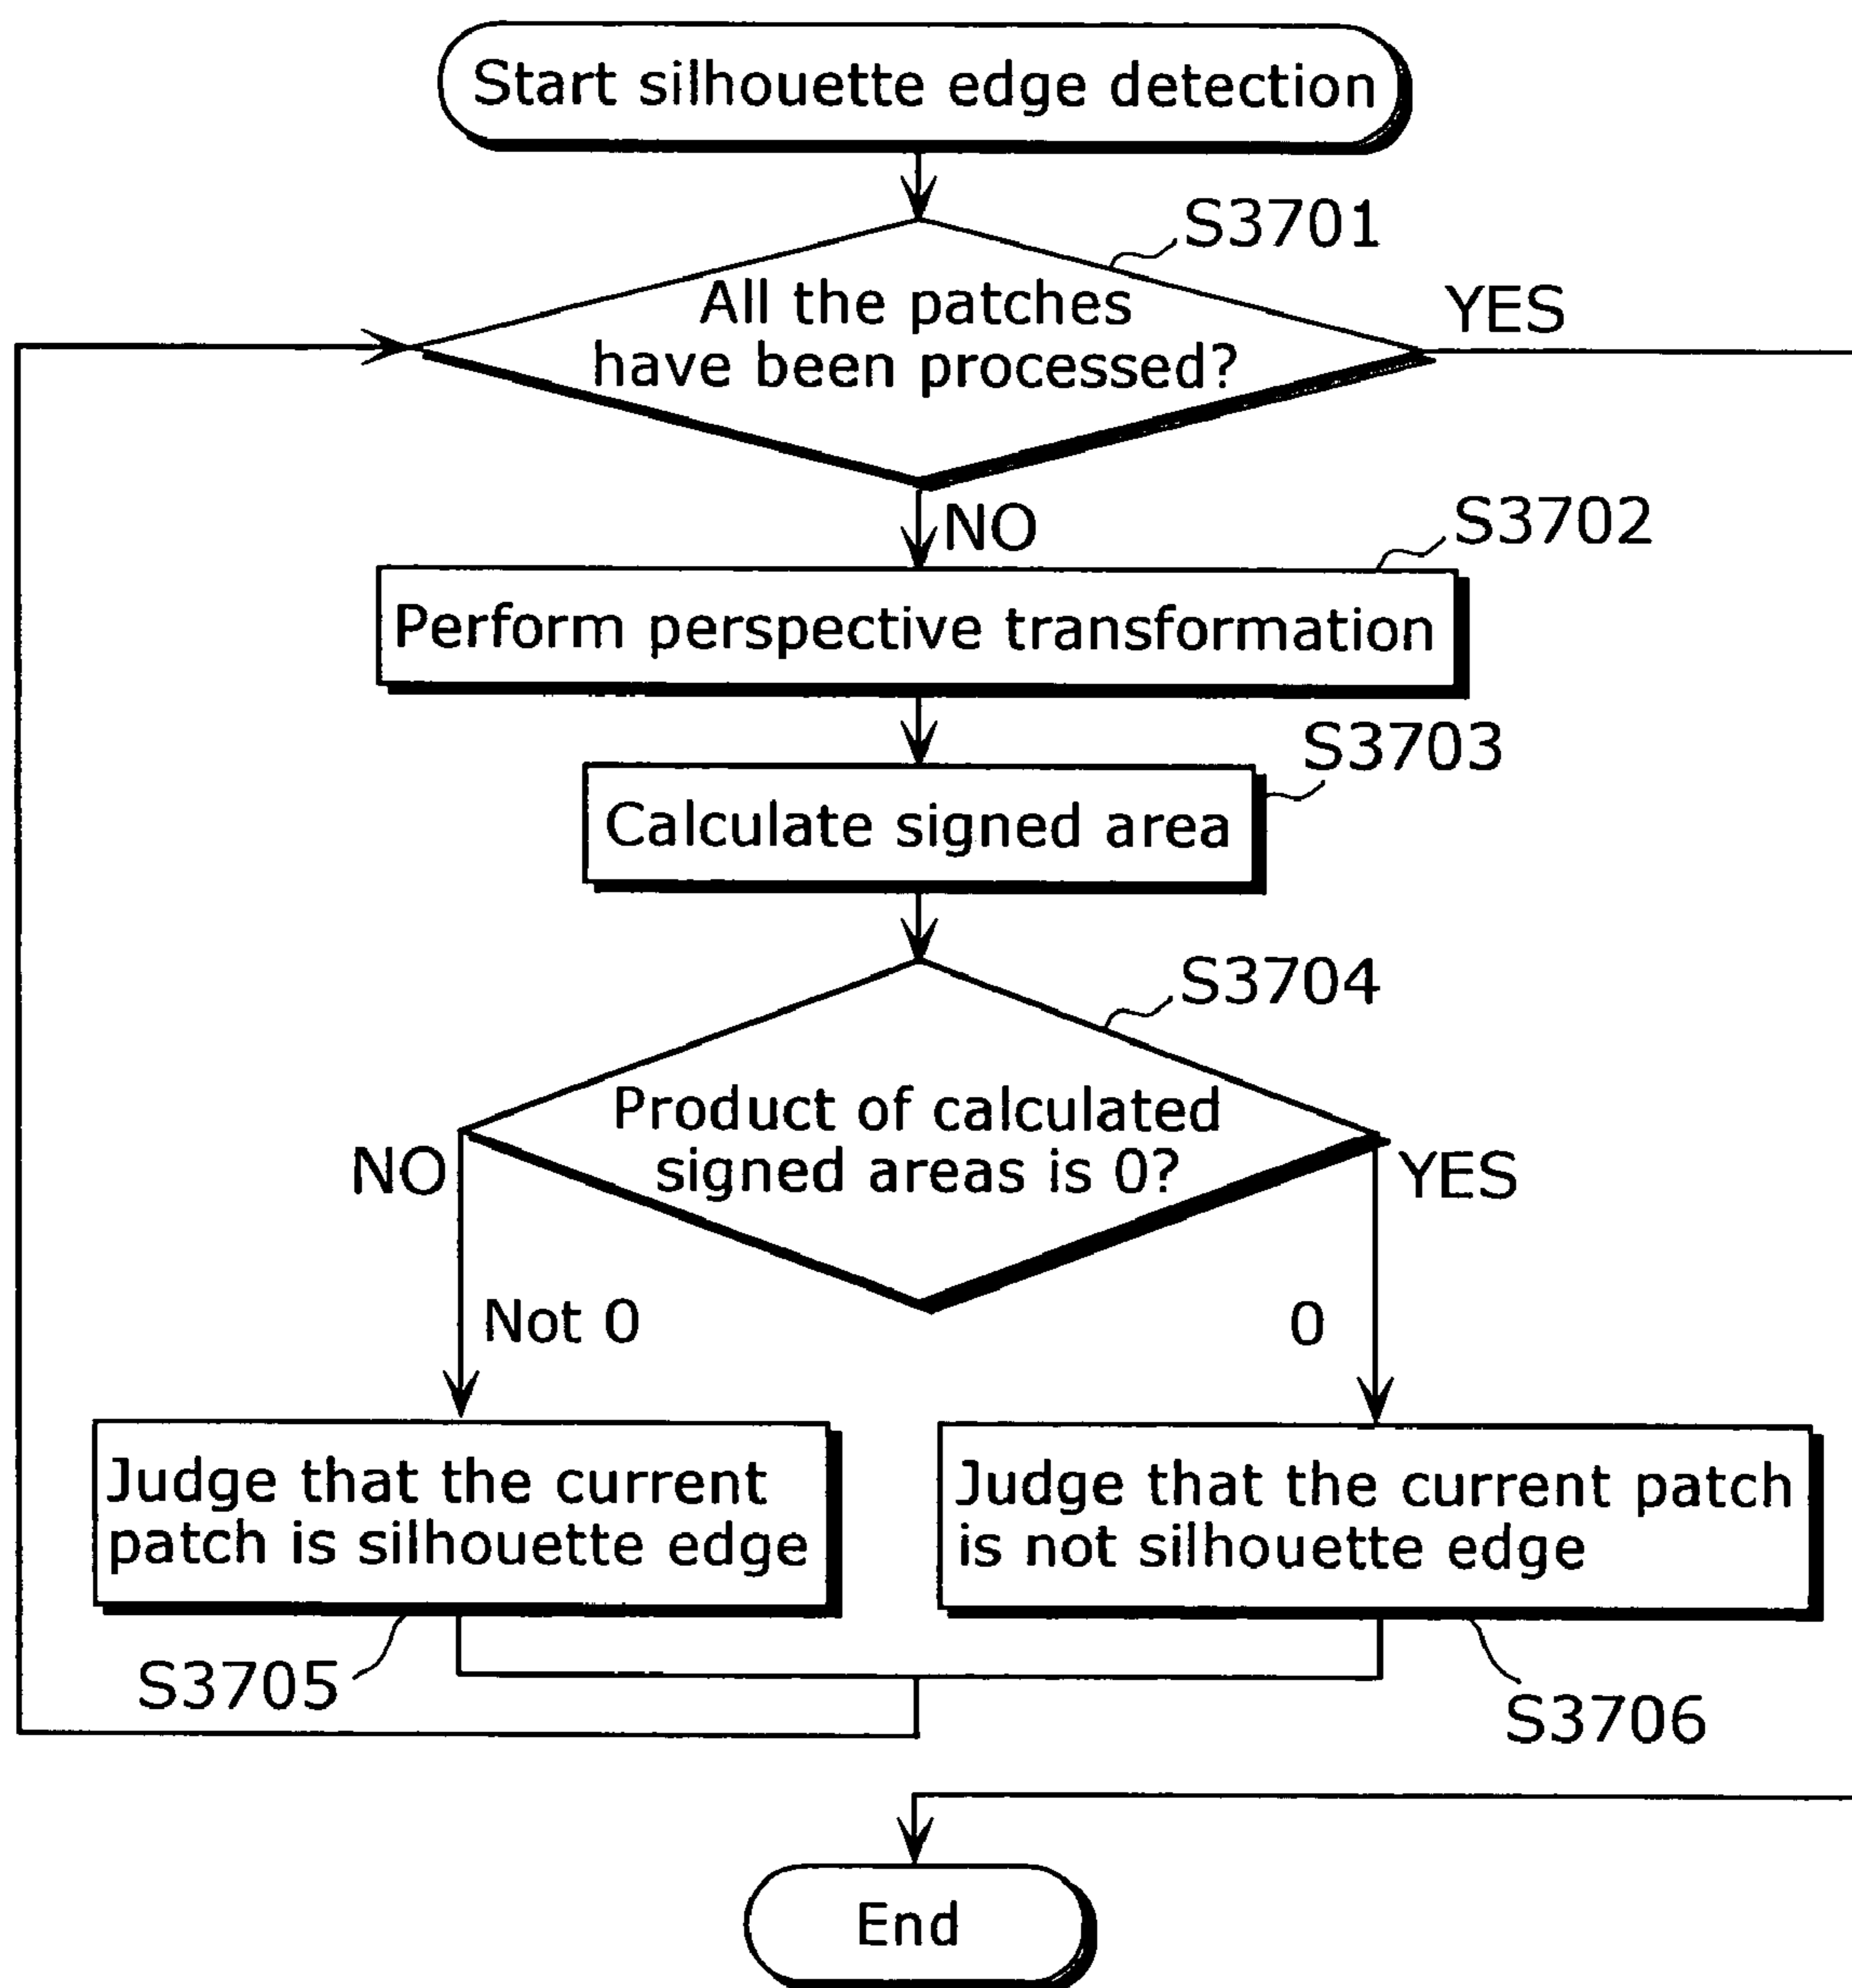 Start silhouette edge detection
S3701
All the patches
have been processed?
YES
NO
S3702
Perform perspective transformation
S3703
Calculate signed area
S3704
Product of calculated
signed areas is 0?
NO
YES
Not 0
0
Judge that the current
patch is silhouette edge
Judge that the current patch
is not silhouette edge
S3705
S3706
End